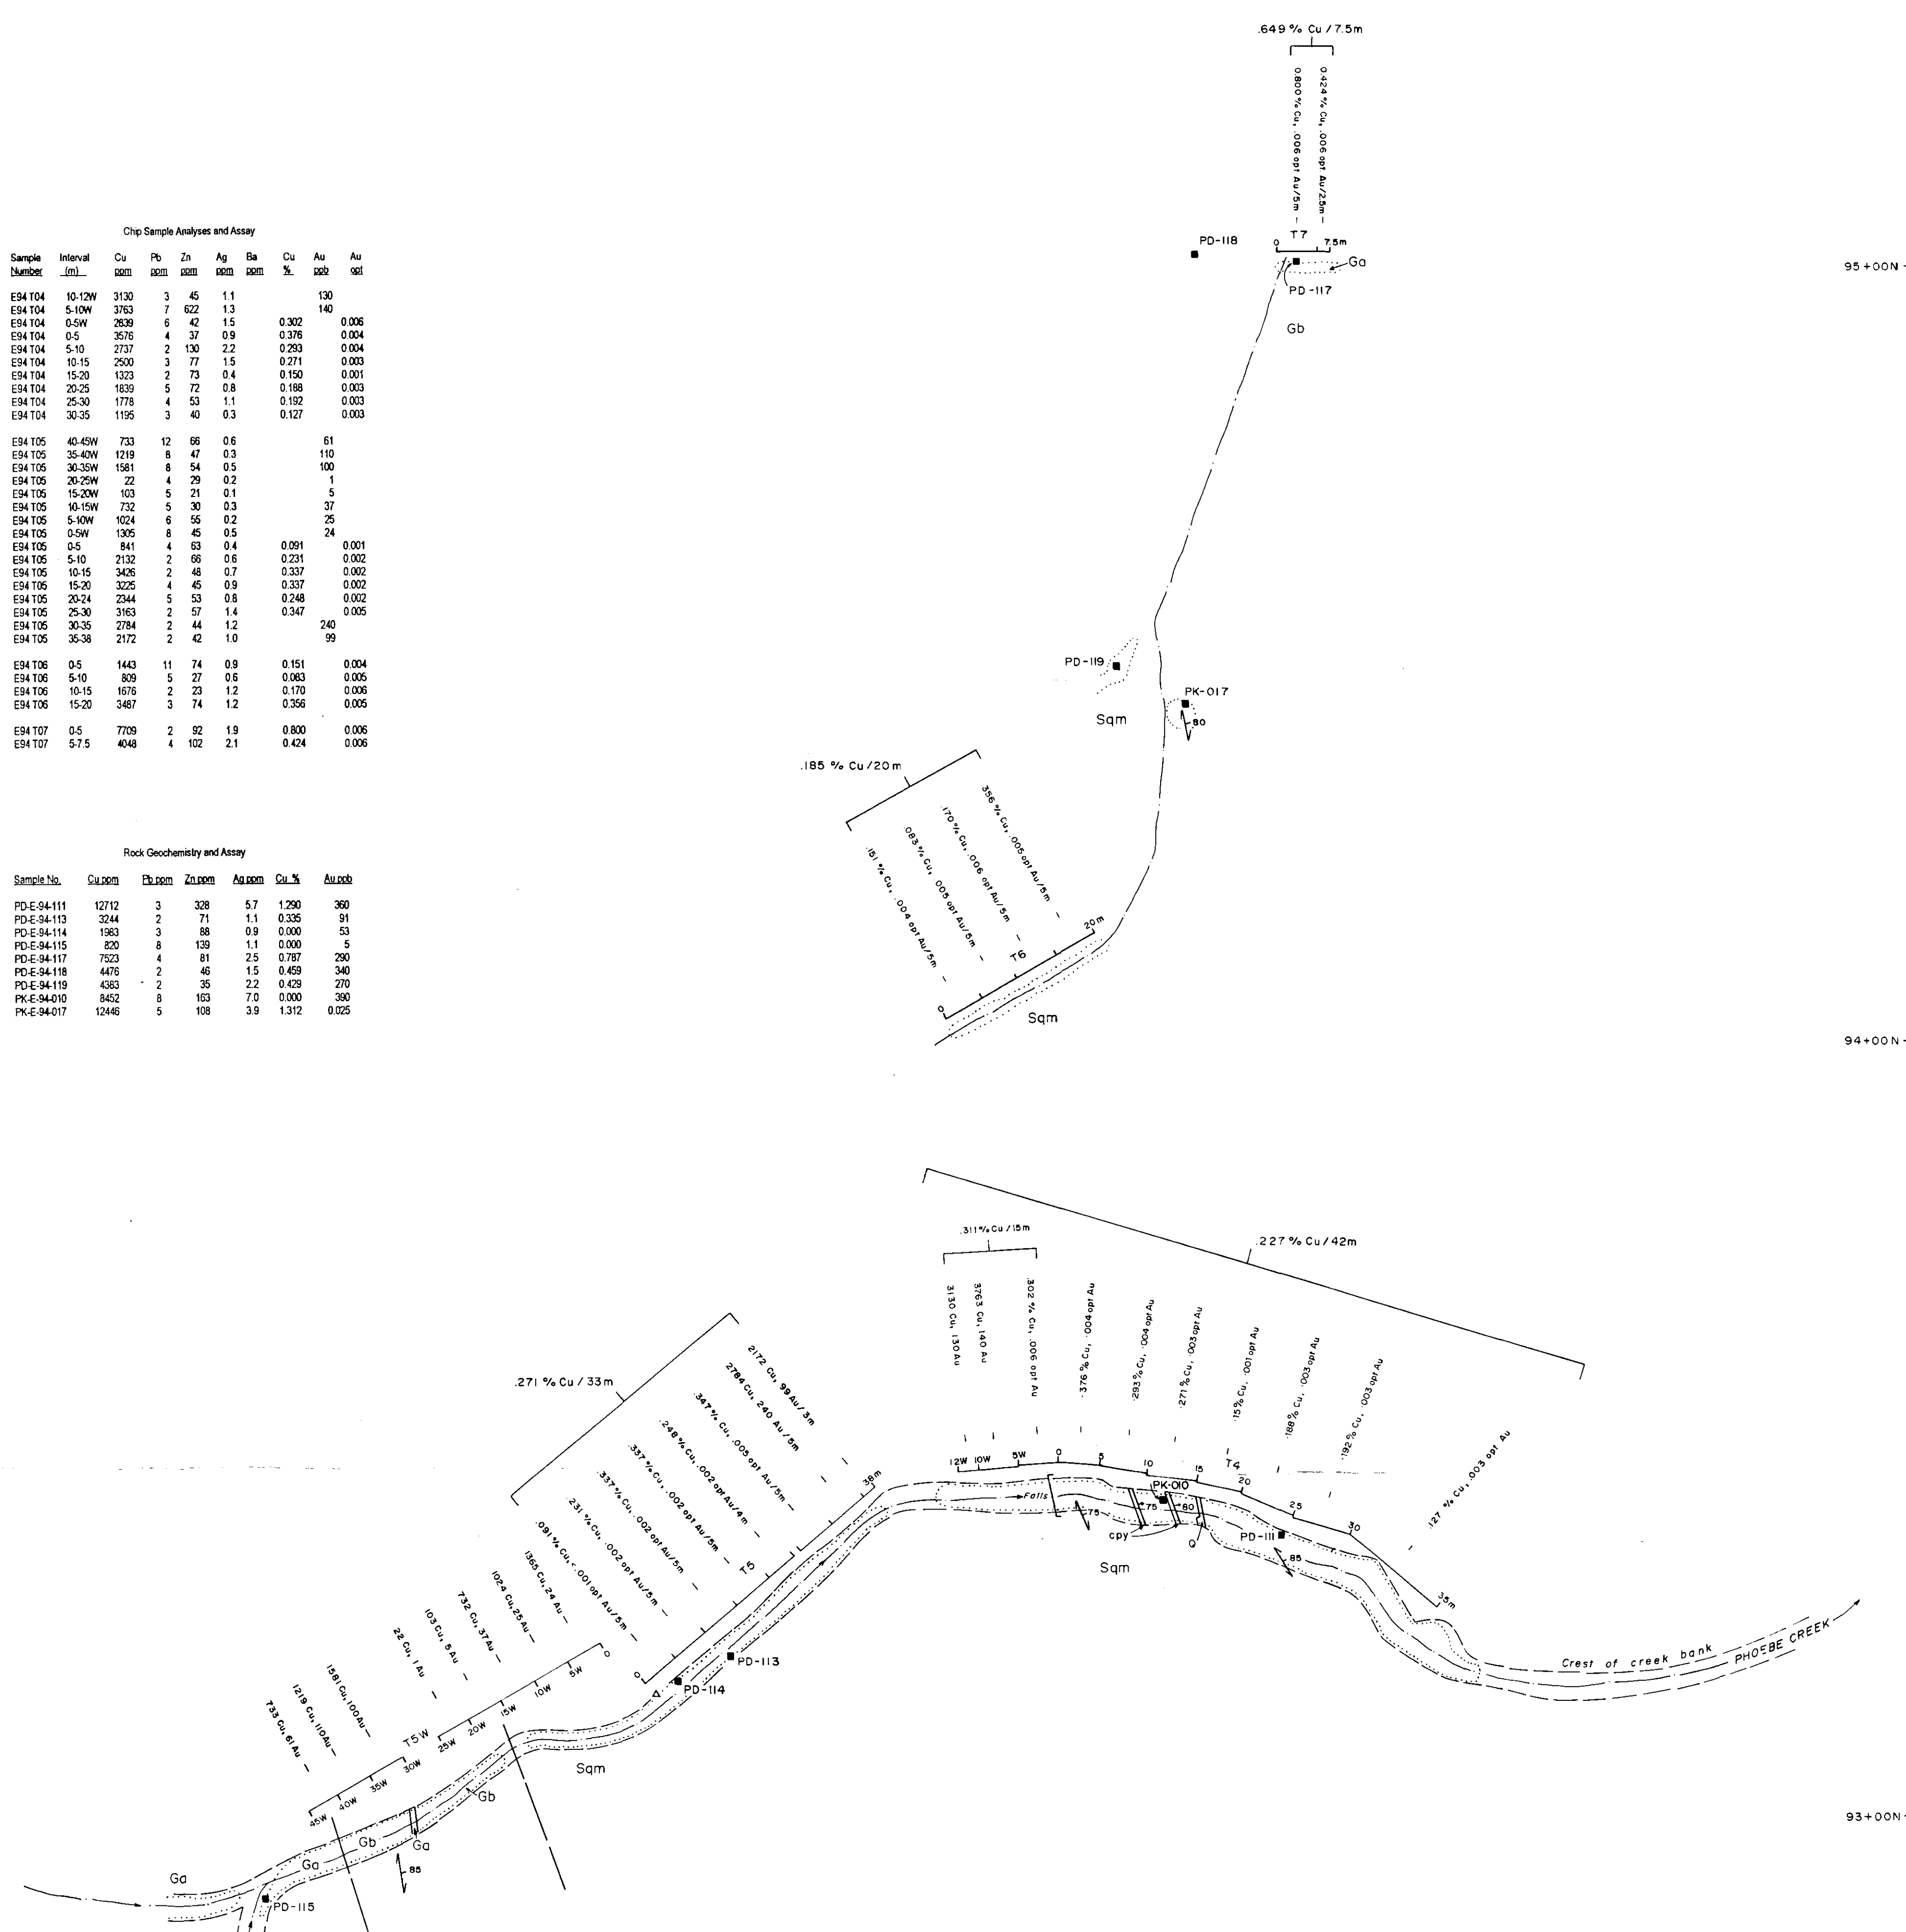 .649 % Cu / 7.5m
0.800 % Cu, .006 opt Au/5m
0.424 % Cu, .006 opt Au/2.5m
PD-118
0 T7 7.5m
Ga
PD-117
Gb
95+00N
Chip Sample Analyses and Assay
Sample Interval Cu Pb Zn Ag Ba Cu Au Au
Number (m) ppm ppm ppm ppm ppm % ppb opt
E94 T04 10-12W 3130 3 45 1.1 130
E94 T04 5-10W 3763 7 622 1.3 140
E94 T04 0-5W 2839 6 42 1.5 0.302 0.006
E94 T04 0-5 3576 4 37 0.9 0.376 0.004
E94 T04 5-10 2737 2 130 2.2 0.293 0.004
E94 T04 10-15 2500 3 77 1.5 0.271 0.003
E94 T04 15-20 1323 2 73 0.4 0.150 0.001
E94 T04 20-25 1839 5 72 0.8 0.188 0.003
E94 T04 25-30 1778 4 53 1.1 0.192 0.003
E94 T04 30-35 1195 3 40 0.3 0.127 0.003
E94 T05 40-45W 733 12 66 0.6 61
E94 T05 35-40W 1219 8 47 0.3 110
E94 T05 30-35W 1581 8 54 0.5 100
E94 T05 20-25W 22 4 29 0.2 1
E94 T05 15-20W 103 5 21 0.1 5
E94 T05 10-15W 732 5 30 0.3 37
E94 T05 5-10W 1024 6 55 0.2 25
E94 T05 0-5W 1305 8 45 0.5 24
E94 T05 0-5 841 4 63 0.4 0.091 0.001
E94 T05 5-10 2132 2 66 0.6 0.231 0.002
E94 T05 10-15 3426 2 48 0.7 0.337 0.002
E94 T05 15-20 3225 4 45 0.9 0.337 0.002
E94 T05 20-24 2344 5 53 0.8 0.248 0.002
E94 T05 25-30 3163 2 57 1.4 0.347 0.005
E94 T05 30-35 2784 2 44 1.2 240
E94 T05 35-38 2172 2 42 1.0 99
E94 T06 0-5 1443 11 74 0.9 0.151 0.004
E94 T06 5-10 809 5 27 0.6 0.083 0.005
E94 T06 10-15 1676 2 23 1.2 0.170 0.006
E94 T06 15-20 3487 3 74 1.2 0.356 0.005
E94 T07 0-5 7709 2 92 1.9 0.800 0.006
E94 T07 5-7.5 4048 4 102 2.1 0.424 0.006
PD-119
PK-017
80
Sqm
.185 % Cu / 20 m
.151 % Cu, .004 opt Au/5m
.083 % Cu, .005 opt Au/5m
.170 % Cu, .006 opt Au/5m
.356 % Cu, .005 opt Au/5m
0 T6 20m
Sqm
Rock Geochemistry and Assay
Sample No. Cu ppm Pb ppm Zn ppm Ag ppm Cu % Au ppb
PD-E-94-111 12712 3 328 5.7 1.290 360
PD-E-94-113 3244 2 71 1.1 0.335 91
PD-E-94-114 1983 3 88 0.9 0.000 53
PD-E-94-115 820 8 139 1.1 0.000 5
PD-E-94-117 7523 4 81 2.5 0.787 290
PD-E-94-118 4476 2 46 1.5 0.459 340
PD-E-94-119 4383 2 35 2.2 0.429 270
PK-E-94-010 8452 8 163 7.0 0.000 390
PK-E-94-017 12446 5 108 3.9 1.312 0.025
94+00N
.311% Cu / 15m
.227 % Cu / 42m
3130 Cu, 130 Au
3763 Cu, 140 Au
.302 % Cu, .006 opt Au
.376 % Cu, .004 opt Au
.293 % Cu, .004 opt Au
.271 % Cu, .003 opt Au
.15 % Cu, .001 opt Au
.188 % Cu, .003 opt Au
.192 % Cu, .003 opt Au
.127 % Cu, .003 opt Au
12W 10W 5W 0 5 10 15 T4 20 25 30 35m
Falls
75
75
PK-010
80
cpy
Q
PD-111
85
Sqm
.271 % Cu / 33m
.091 % Cu, <.001 opt Au/5m
.231 % Cu, .002 opt Au/5m
.337 % Cu, .002 opt Au/5m
.337 % Cu, .002 opt Au/5m
.248 % Cu, .002 opt Au/4m
.347 % Cu, .005 opt Au/5m
2784 Cu, 240 Au/5m
2172 Cu, 99 Au/3m
0 T5 38m
PD-113
PD-114
Crest of creek bank
PHOEBE CREEK
733 Cu, 61 Au
1219 Cu, 110 Au
1581 Cu, 100 Au
22 Cu, 1 Au
103 Cu, 5 Au
732 Cu, 37 Au
1024 Cu, 25 Au
1365 Cu, 24 Au
45W 40W 35W 30W T5W 25W 20W 15W 10W 5W 0
Sqm
Gb
Gb
Ga
Ga
Ga
85
PD-115
93+00N